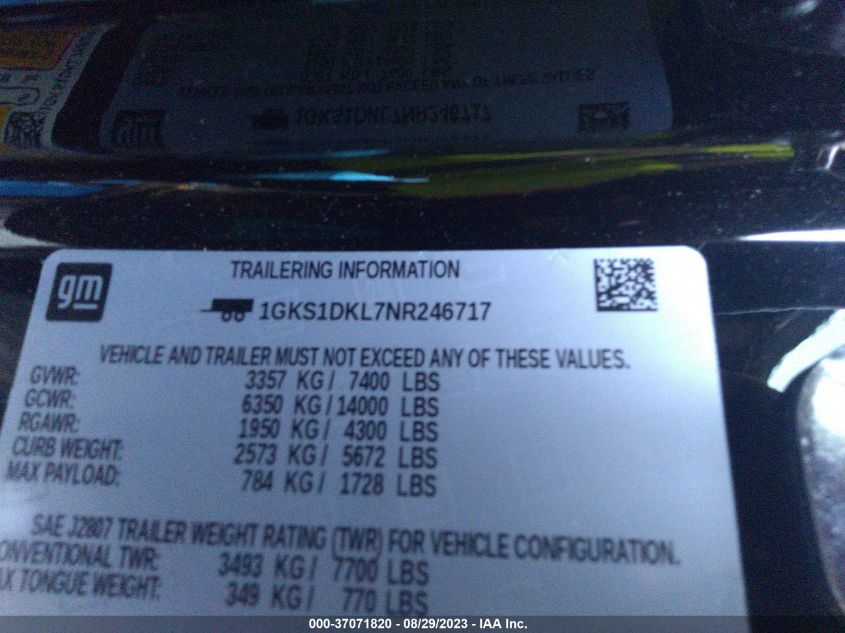 gm
TRAILERING INFORMATION
1GKS1DKL7NR246717
VEHICLE AND TRAILER MUST NOT EXCEED ANY OF THESE VALUES.
GVWR: 3357 KG / 7400 LBS
GCWR: 6350 KG / 14000 LBS
RGAWR: 1950 KG / 4300 LBS
CURB WEIGHT: 2573 KG / 5672 LBS
MAX PAYLOAD: 784 KG / 1728 LBS
SAE J2807 TRAILER WEIGHT RATING (TWR) FOR VEHICLE CONFIGURATION.
ONVENTIONAL TWR: 3493 KG / 7700 LBS
X TONGUE WEIGHT: 349 KG / 770 LBS
000-37071820 - 08/29/2023 - IAA Inc.